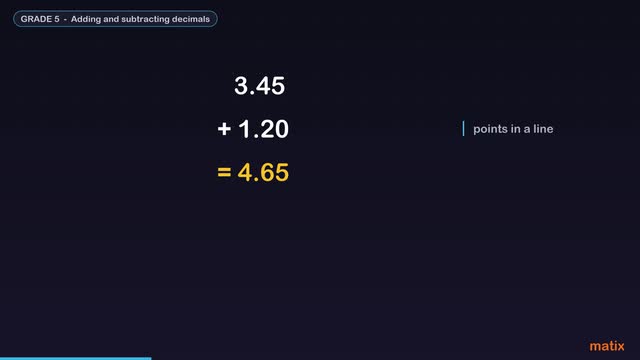 GRADE 5 - Adding and subtracting decimals
3.45
+ 1.20
points in a line
= 4.65
matix